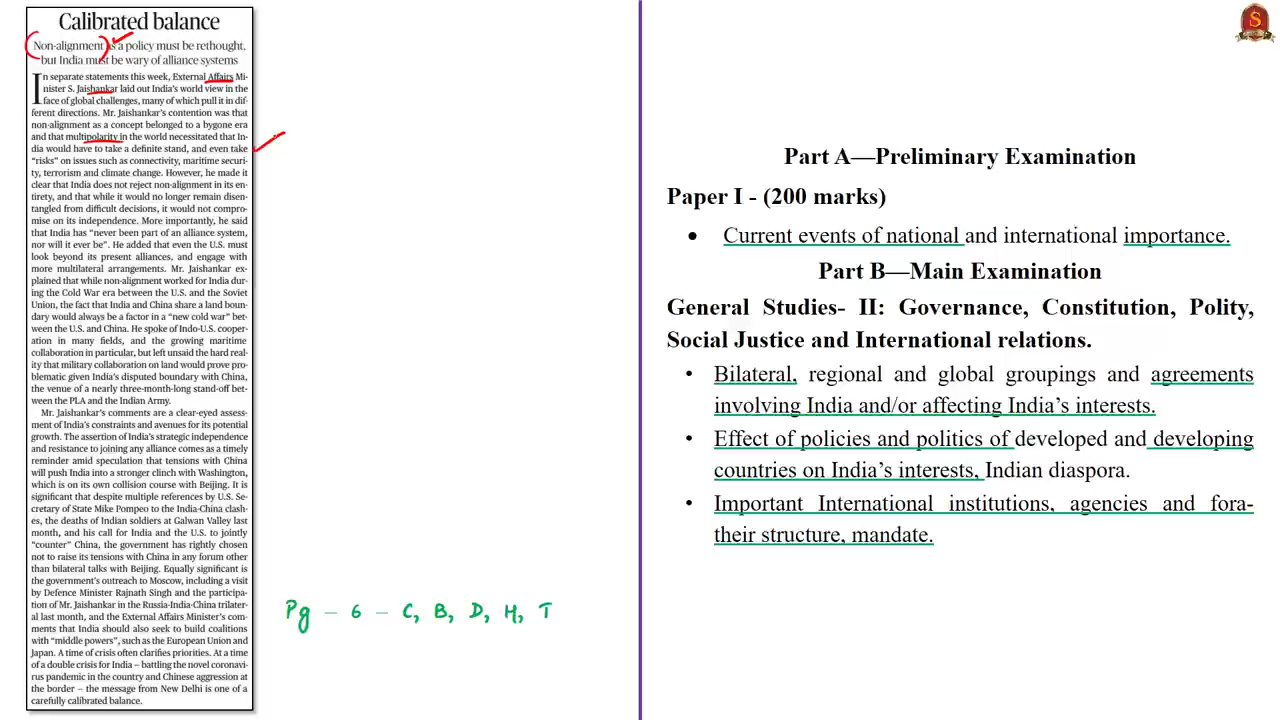 Calibrated balance
Non-alignment as a policy must be rethought,
but India must be wary of alliance systems
In separate statements this week, External Affairs Mi-
nister S. Jaishankar laid out India's world view in the
face of global challenges, many of which pull it in dif-
ferent directions. Mr. Jaishankar's contention was that
non-alignment as a concept belonged to a bygone era
and that multipolarity in the world necessitated that In-
dia would have to take a definite stand, and even take
"risks" on issues such as connectivity, maritime securi-
ty, terrorism and climate change. However, he made it
clear that India does not reject non-alignment in its en-
tirety, and that while it would no longer remain disen-
tangled from difficult decisions, it would not compro-
mise on its independence. More importantly, he said
that India has "never been part of an alliance system,
nor will it ever be". He added that even the U.S. must
look beyond its present alliances, and engage with
more multilateral arrangements. Mr. Jaishankar ex-
plained that while non-alignment worked for India dur-
ing the Cold War era between the U.S. and the Soviet
Union, the fact that India and China share a land boun-
dary would always be a factor in a "new cold war" bet-
ween the U.S. and China. He spoke of Indo-U.S. cooper-
ation in many fields, and the growing maritime
collaboration in particular, but left unsaid the hard real-
ity that military collaboration on land would prove pro-
blematic given India's disputed boundary with China,
the venue of a nearly three-month-long stand-off bet-
ween the PLA and the Indian Army.
Mr. Jaishankar's comments are a clear-eyed assess-
ment of India's constraints and avenues for its potential
growth. The assertion of India's strategic independence
and resistance to joining any alliance comes as a timely
reminder amid speculation that tensions with China
will push India into a stronger clinch with Washington,
which is on its own collision course with Beijing. It is
significant that despite multiple references by U.S. Se-
cretary of State Mike Pompeo to the India-China clash-
es, the deaths of Indian soldiers at Galwan Valley last
month, and his call for India and the U.S. to jointly
"counter" China, the government has rightly chosen
not to raise its tensions with China in any forum other
than bilateral talks with Beijing. Equally significant is
the government's outreach to Moscow, including a visit
by Defence Minister Rajnath Singh and the participa-
tion of Mr. Jaishankar in the Russia-India-China trilater-
al last month, and the External Affairs Minister's com-
ments that India should also seek to build coalitions
with "middle powers", such as the European Union and
Japan. A time of crisis often clarifies priorities. At a time
of a double crisis for India – battling the novel coronavi-
rus pandemic in the country and Chinese aggression at
the border – the message from New Delhi is one of a
carefully calibrated balance.
Pg – 6 – C, B, D, H, T
Part A—Preliminary Examination
Paper I - (200 marks)
• Current events of national and international importance.
Part B—Main Examination
General Studies- II: Governance, Constitution, Polity,
Social Justice and International relations.
• Bilateral, regional and global groupings and agreements
involving India and/or affecting India's interests.
• Effect of policies and politics of developed and developing
countries on India's interests, Indian diaspora.
• Important International institutions, agencies and fora-
their structure, mandate.